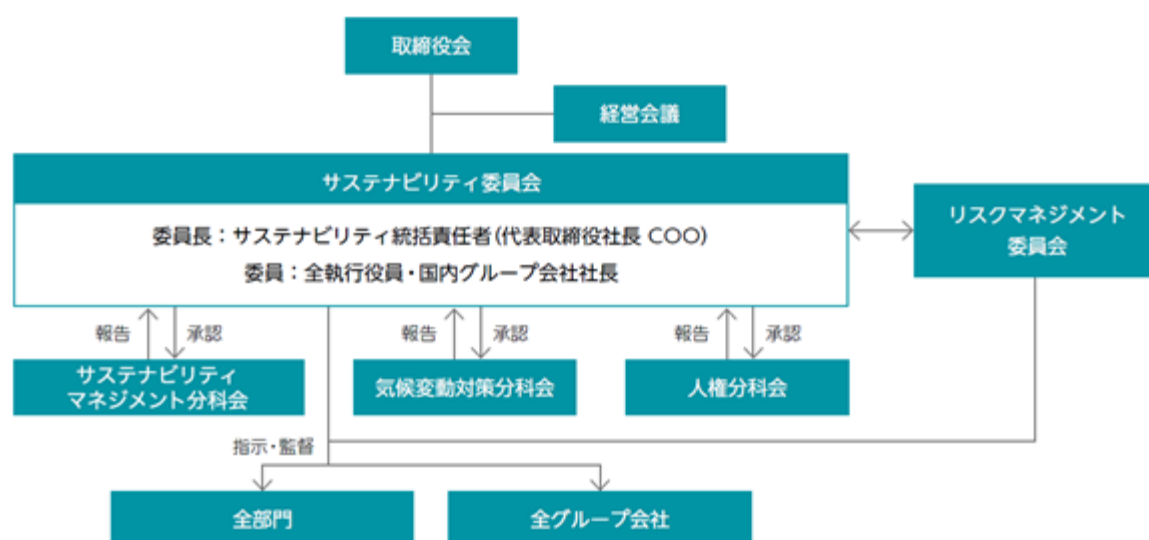 取締役会
経営会議
サステナビリティ委員会
委員長：サステナビリティ統括責任者（代表取締役社長 COO）
委員：全執行役員・国内グループ会社社長
リスクマネジメント
委員会
報告
承認
報告
承認
報告
承認
サステナビリティ
マネジメント分科会
気候変動対策分科会
人権分科会
指示・監督
全部門
全グループ会社